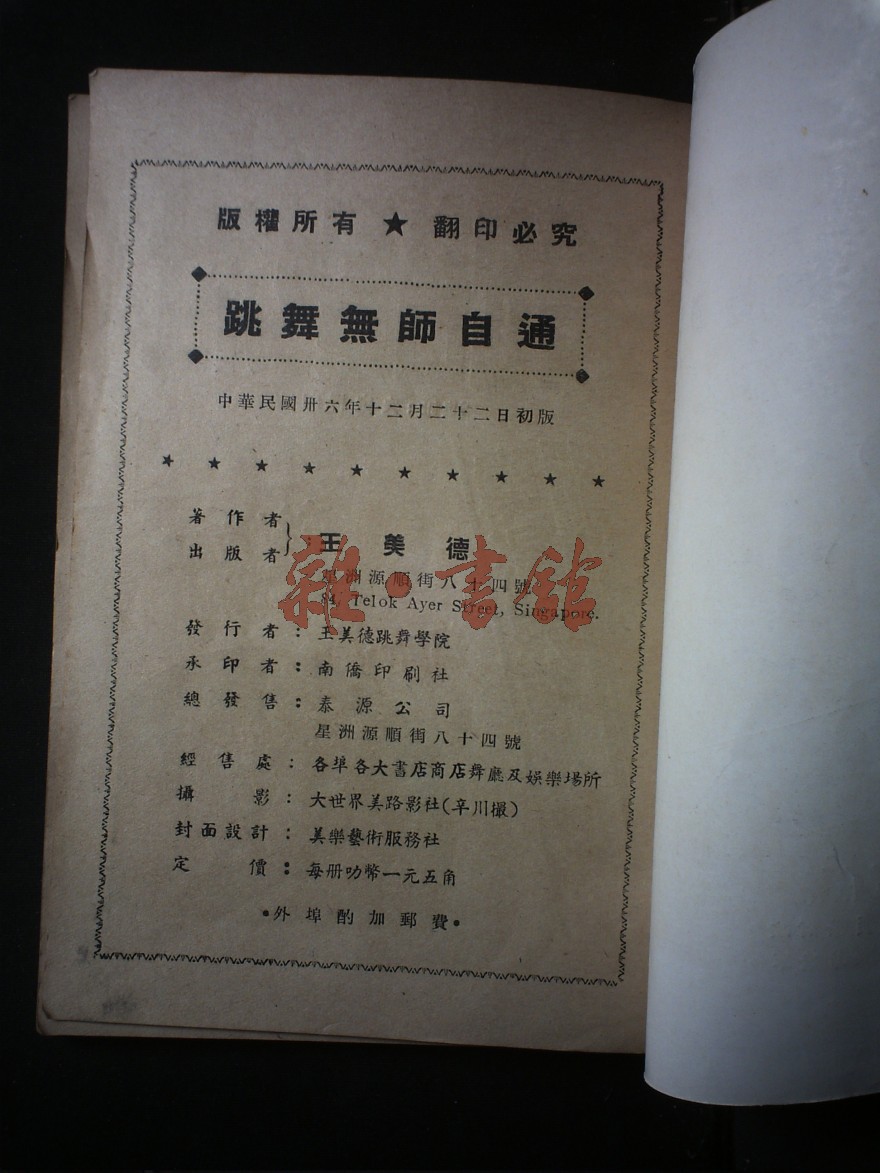 版權所有 ★ 翻印必究
跳舞無師自通
中華民國卅六年十二月二十二日初版
著作者
出版者
王美德
星洲源順街八十四號
84, Telok Ayer Street, Singapore.
雜·書館
發行者：王美德跳舞學院
承印者：南僑印刷社
總發售：泰源公司
星洲源順街八十四號
經售處：各埠各大書店商店舞廳及娛樂場所
攝影：大世界美路影社(辛川撮)
封面設計：美樂藝術服務社
定價：每册叻幣一元五角
•外埠酌加郵費•